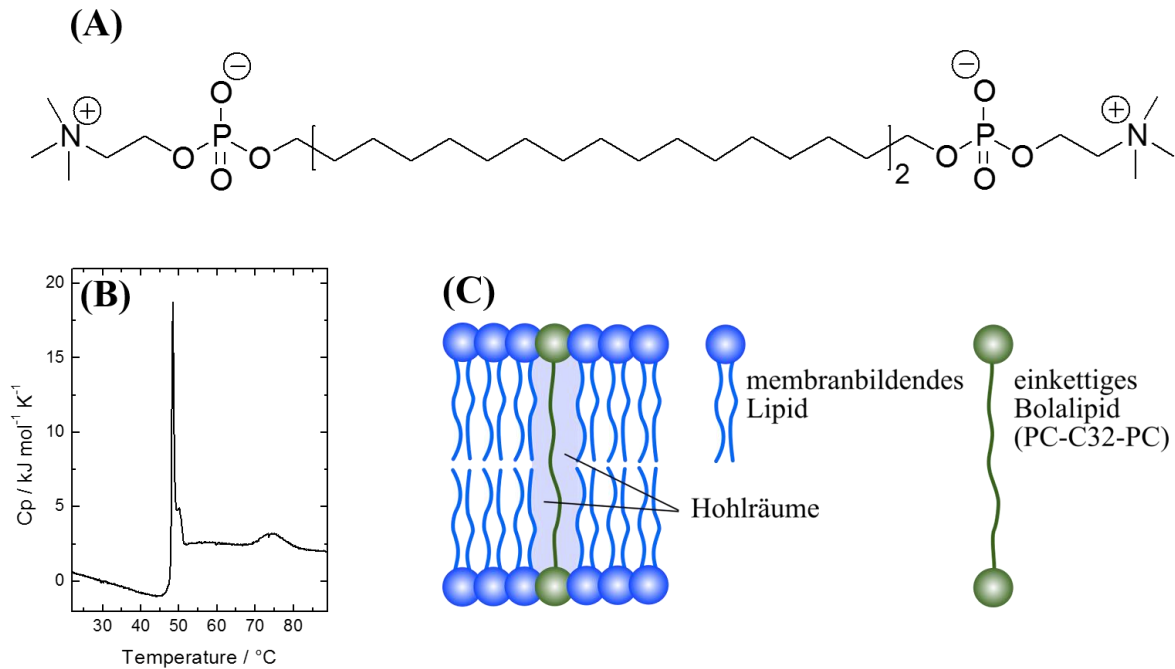 (A)
O⊖ ⊖O
N⊕ O P O O P O N⊕
O 2 O
(B)
Cp / kJ mol⁻¹ K⁻¹
20
15
10
5
0
30 40 50 60 70 80
Temperature / °C
(C)
membranbildendes
Lipid
Hohlräume
einkettiges
Bolalipid
(PC-C32-PC)